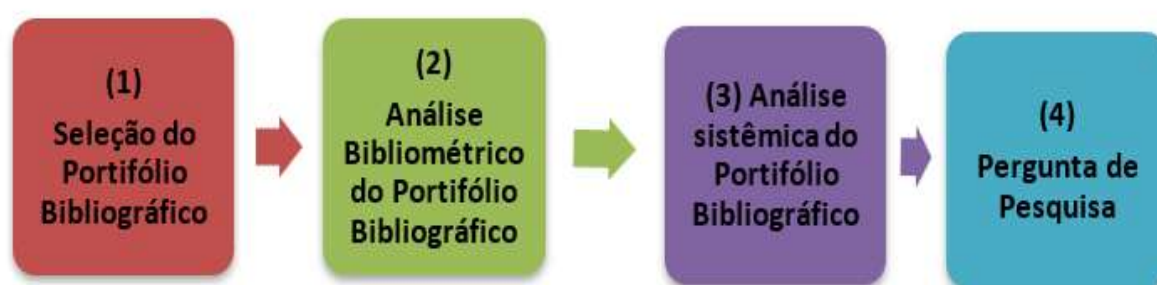 (1)
Seleção do
Portifólio
Bibliográfico
(2)
Análise
Bibliométrico
do Portifólio
Bibliográfico
(3) Análise
sistêmica do
Portifólio
Bibliográfico
(4)
Pergunta de
Pesquisa